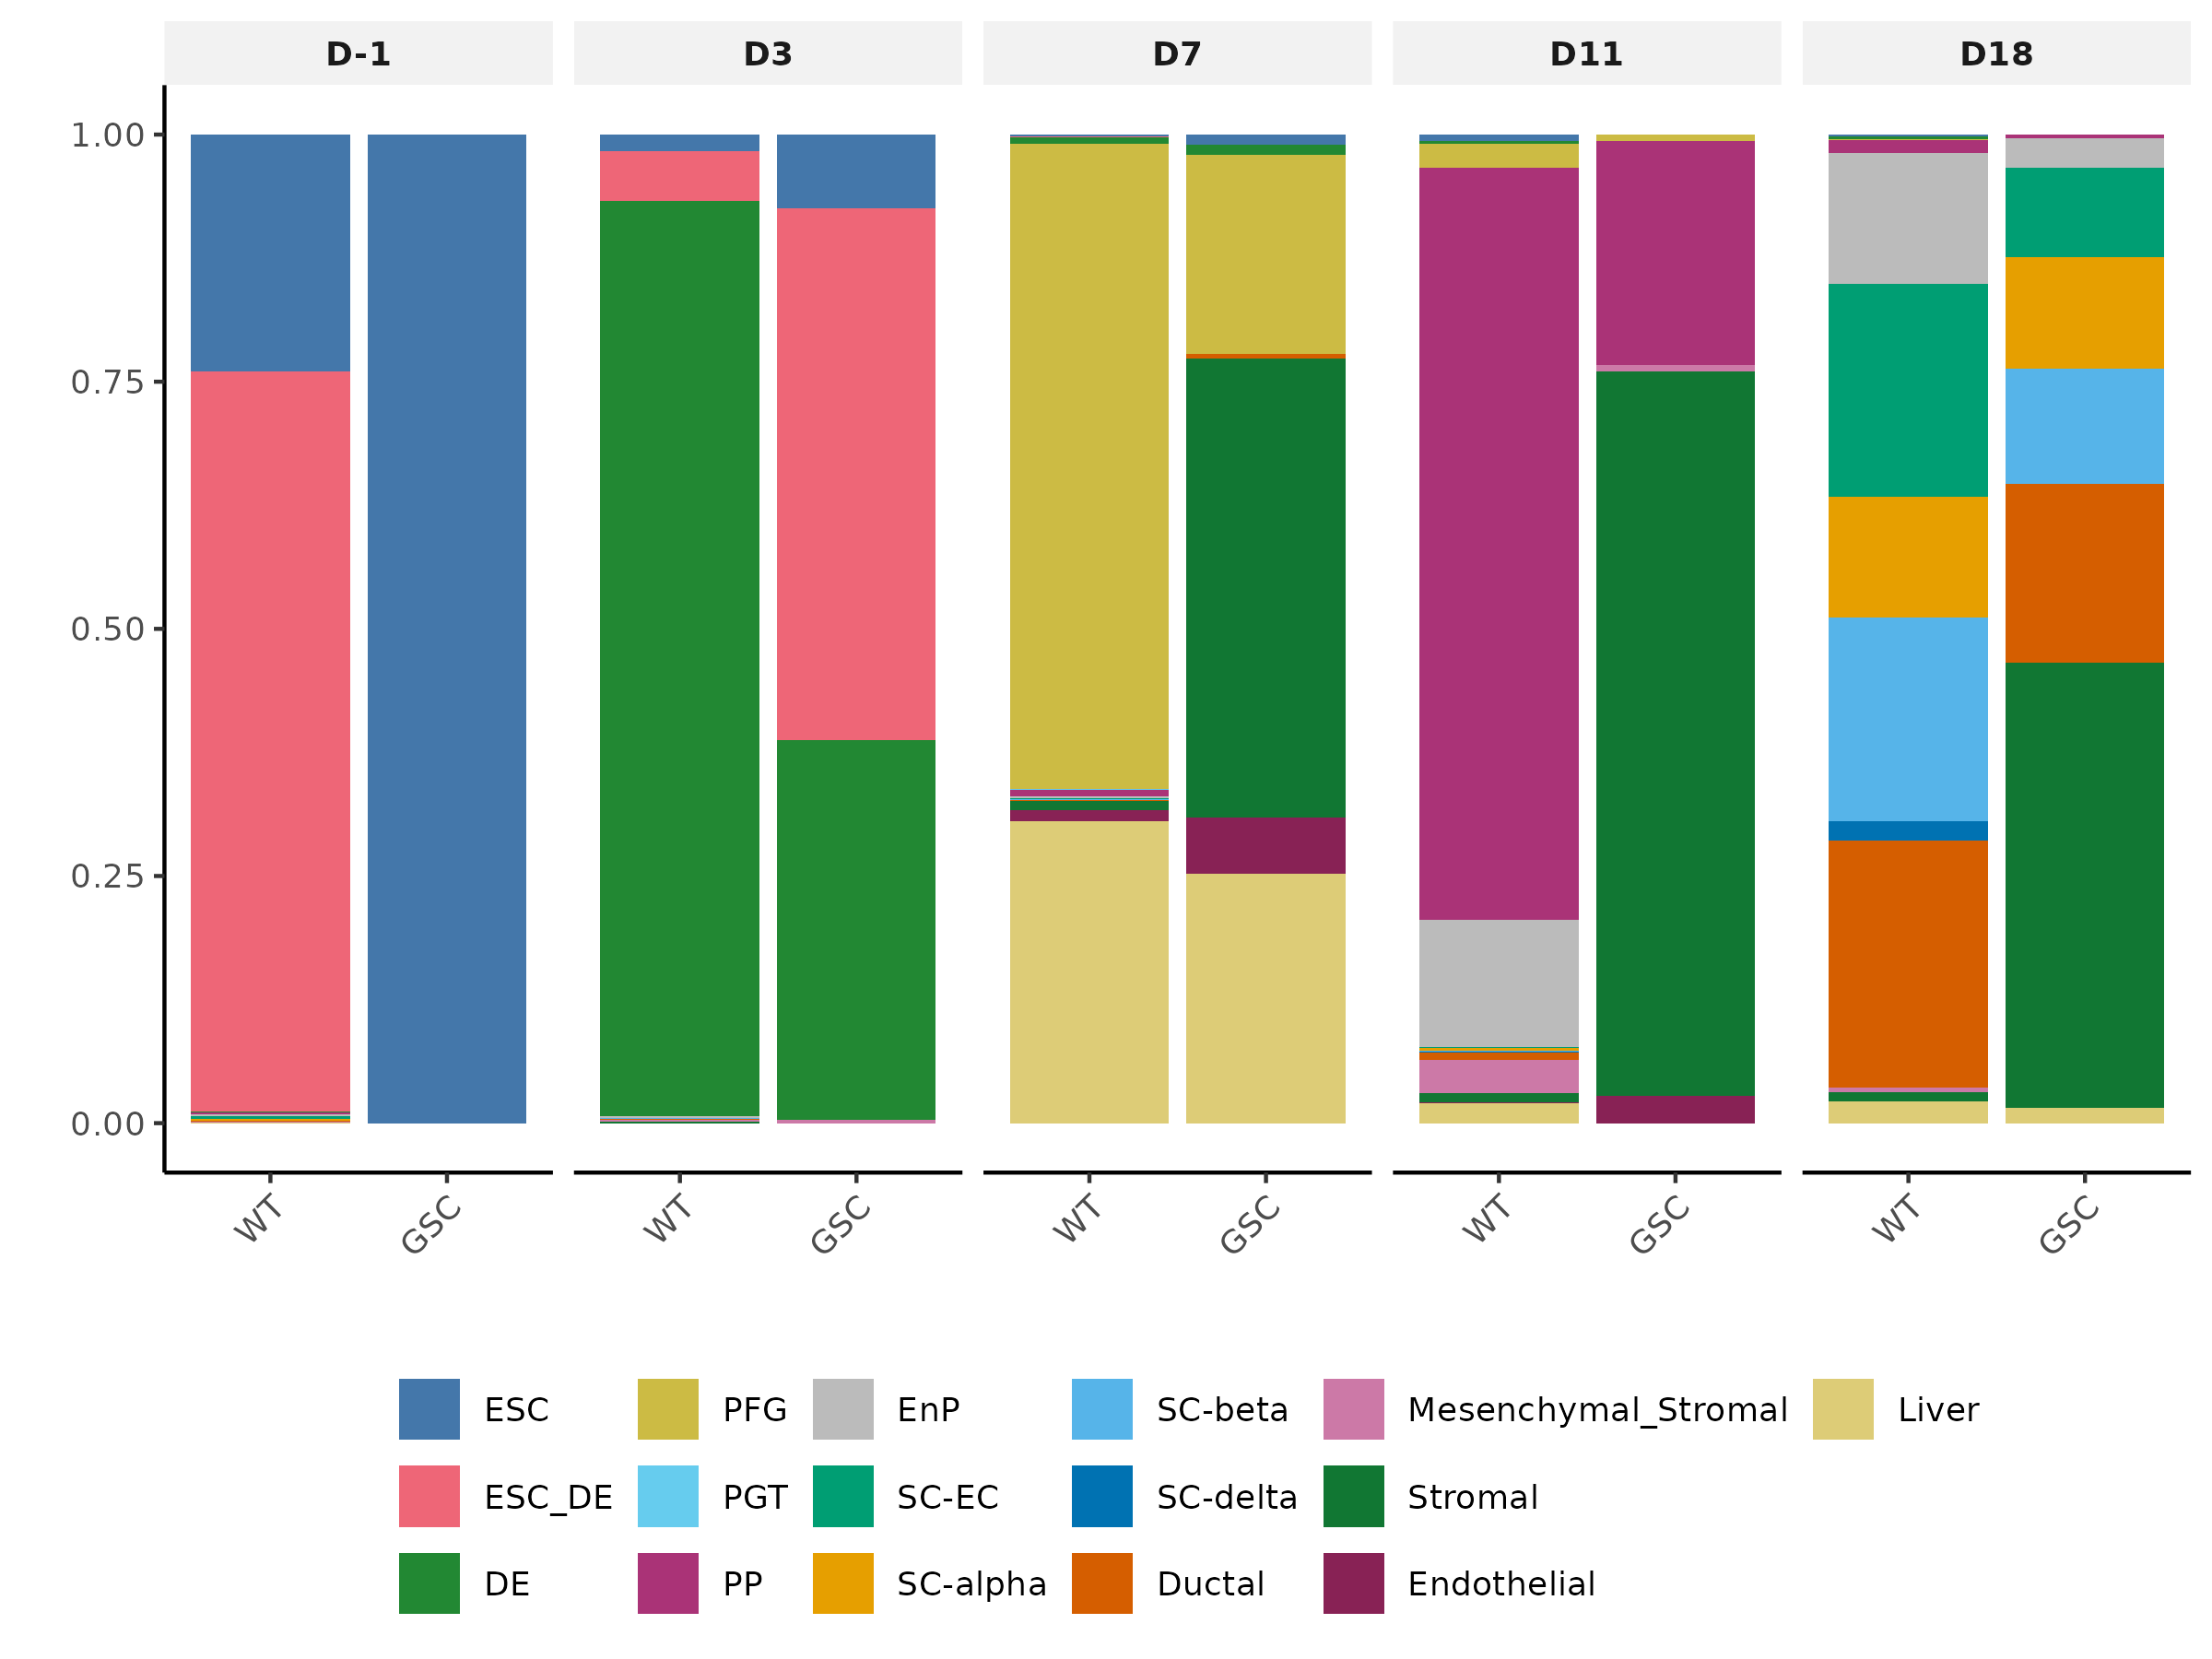 D-1 D3 D7 D11 D18
1.00
0.75
0.50
0.25
0.00
WT GSC WT GSC WT GSC WT GSC WT GSC
ESC PFG EnP SC-beta Mesenchymal_Stromal Liver
ESC_DE PGT SC-EC SC-delta Stromal
DE PP SC-alpha Ductal Endothelial